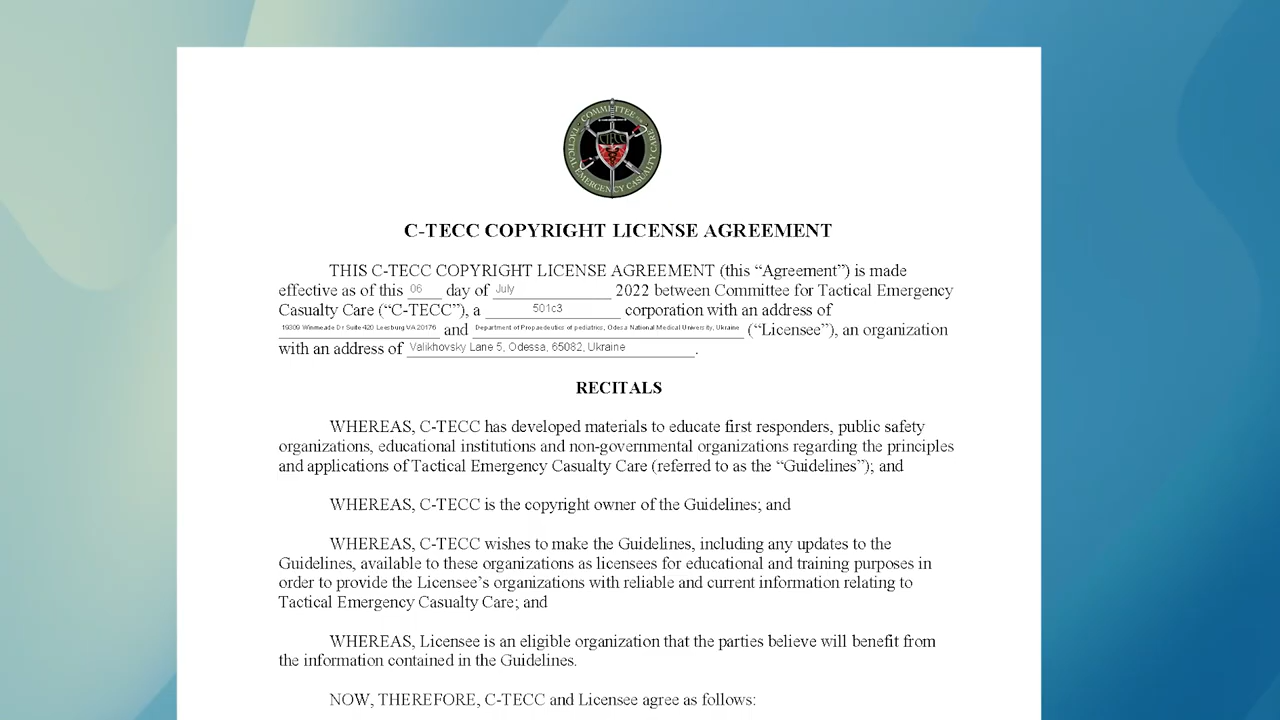 COMMITTEE
TACTICAL EMERGENCY CASUALTY CARE
C-TECC COPYRIGHT LICENSE AGREEMENT
THIS C-TECC COPYRIGHT LICENSE AGREEMENT (this “Agreement”) is made
effective as of this 06 day of July 2022 between Committee for Tactical Emergency
Casualty Care (“C-TECC”), a 501c3 corporation with an address of
19309 Winmeade Dr Suite 420 Leesburg VA 20176 and Department of Propaedeutics of pediatrics, Odesa National Medical University, Ukraine (“Licensee”), an organization
with an address of Valikhovsky Lane 5, Odessa, 65082, Ukraine.
RECITALS
WHEREAS, C-TECC has developed materials to educate first responders, public safety
organizations, educational institutions and non-governmental organizations regarding the principles
and applications of Tactical Emergency Casualty Care (referred to as the “Guidelines”); and
WHEREAS, C-TECC is the copyright owner of the Guidelines; and
WHEREAS, C-TECC wishes to make the Guidelines, including any updates to the
Guidelines, available to these organizations as licensees for educational and training purposes in
order to provide the Licensee’s organizations with reliable and current information relating to
Tactical Emergency Casualty Care; and
WHEREAS, Licensee is an eligible organization that the parties believe will benefit from
the information contained in the Guidelines.
NOW, THEREFORE, C-TECC and Licensee agree as follows: